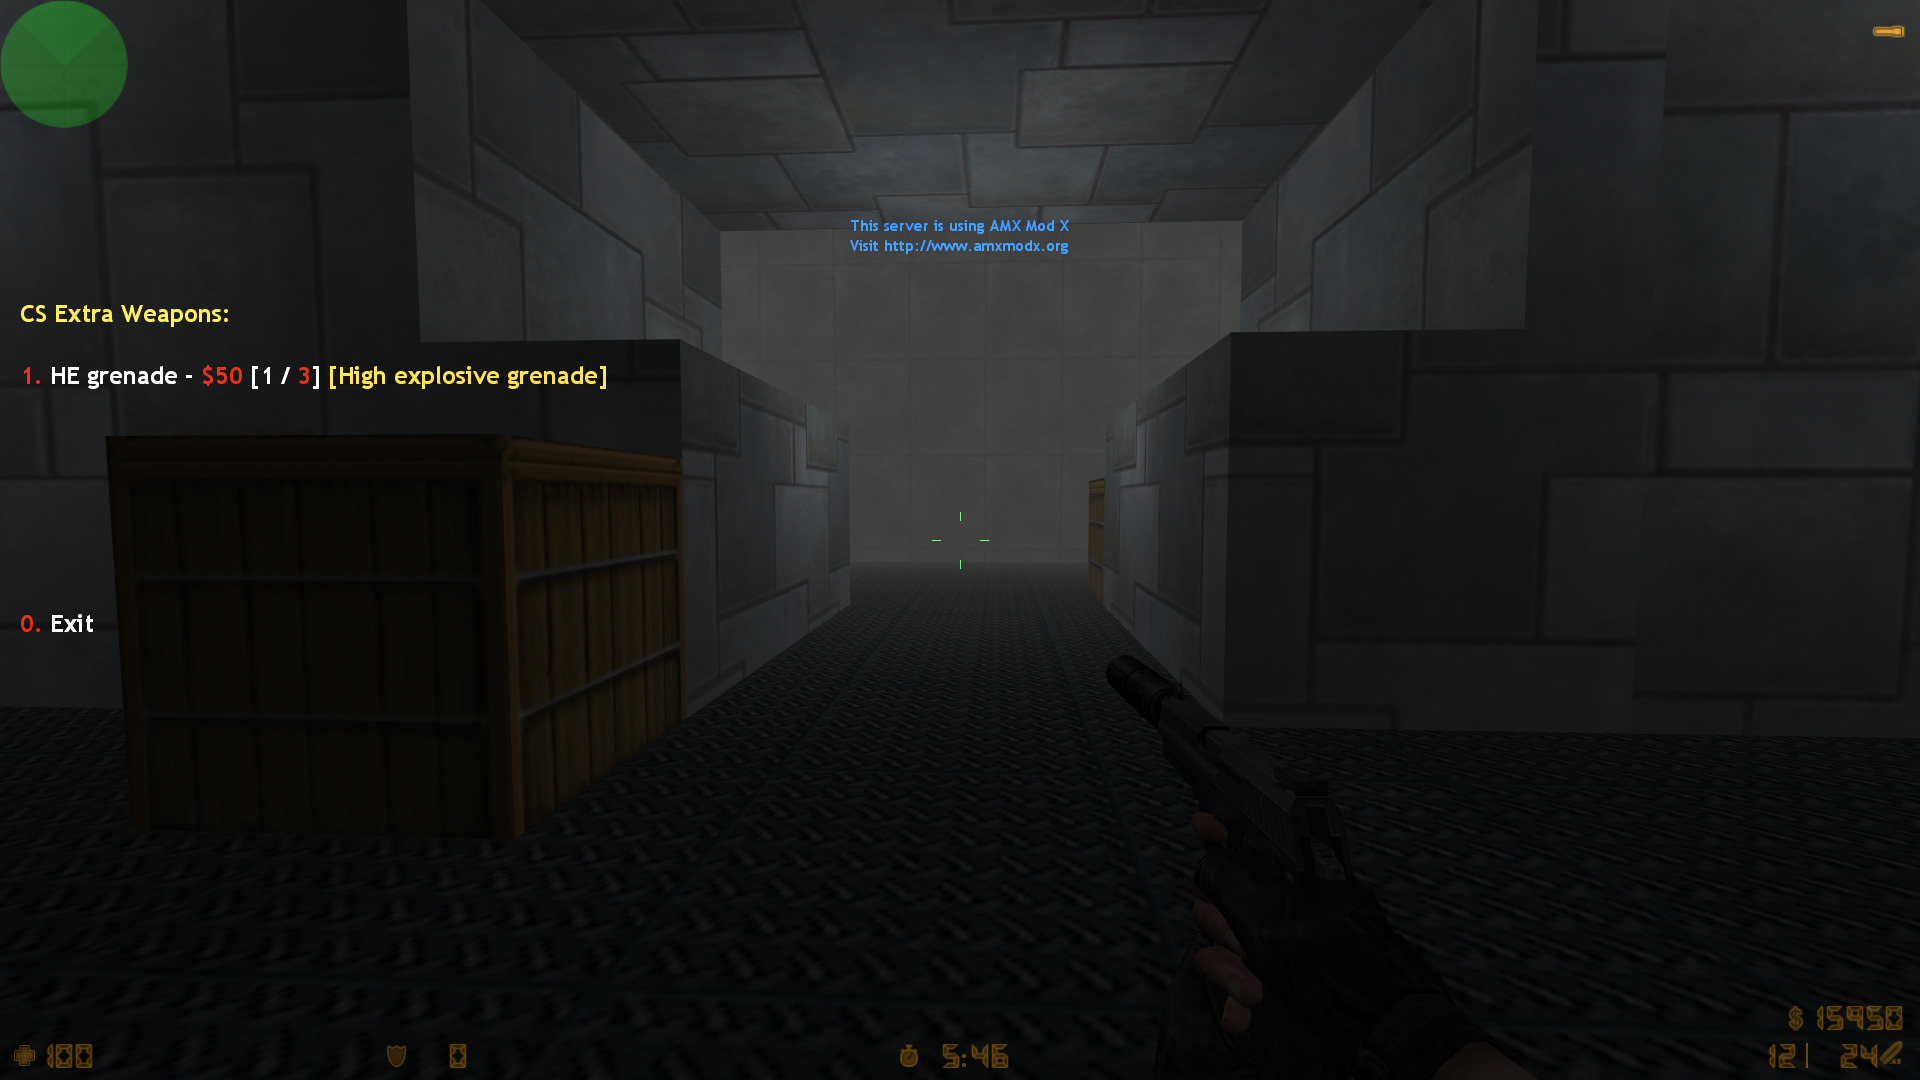 This server is using AMX Mod X
Visit http://www.amxmodx.org
CS Extra Weapons:
1. HE grenade - $50 [1 / 3] [High explosive grenade]
0. Exit
$ 15950
100
0
5:46
12| 24